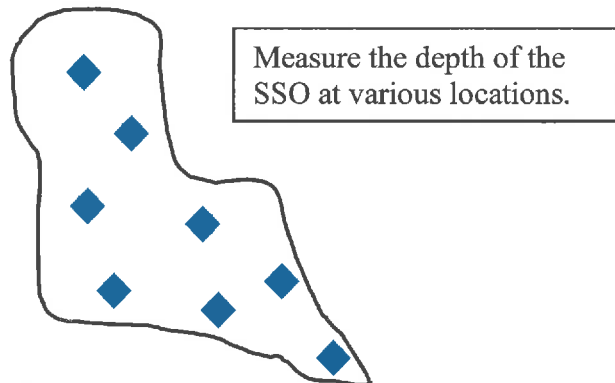 Measure the depth of the
SSO at various locations.